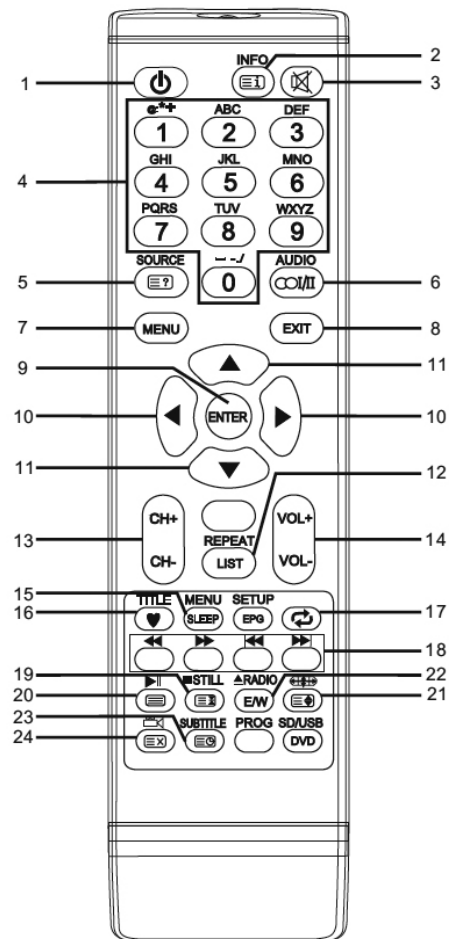 INFO
2
1
3
@:*+ ABC DEF
1 2 3
GHI JKL MNO
4
4 5 6
PQRS TUV WXYZ
7 8 9
SOURCE - -./ AUDIO
5 ? 0 I/II 6
7 MENU EXIT 8
9 11
10 ENTER 10
11
12
CH+ VOL+
13 REPEAT 14
CH- LIST VOL-
15 TITLE MENU SETUP
16 SLEEP EPG 17
18
19 STILL RADIO 22
20 E/W 21
23 SUBTITLE PROG SD/USB
24 DVD